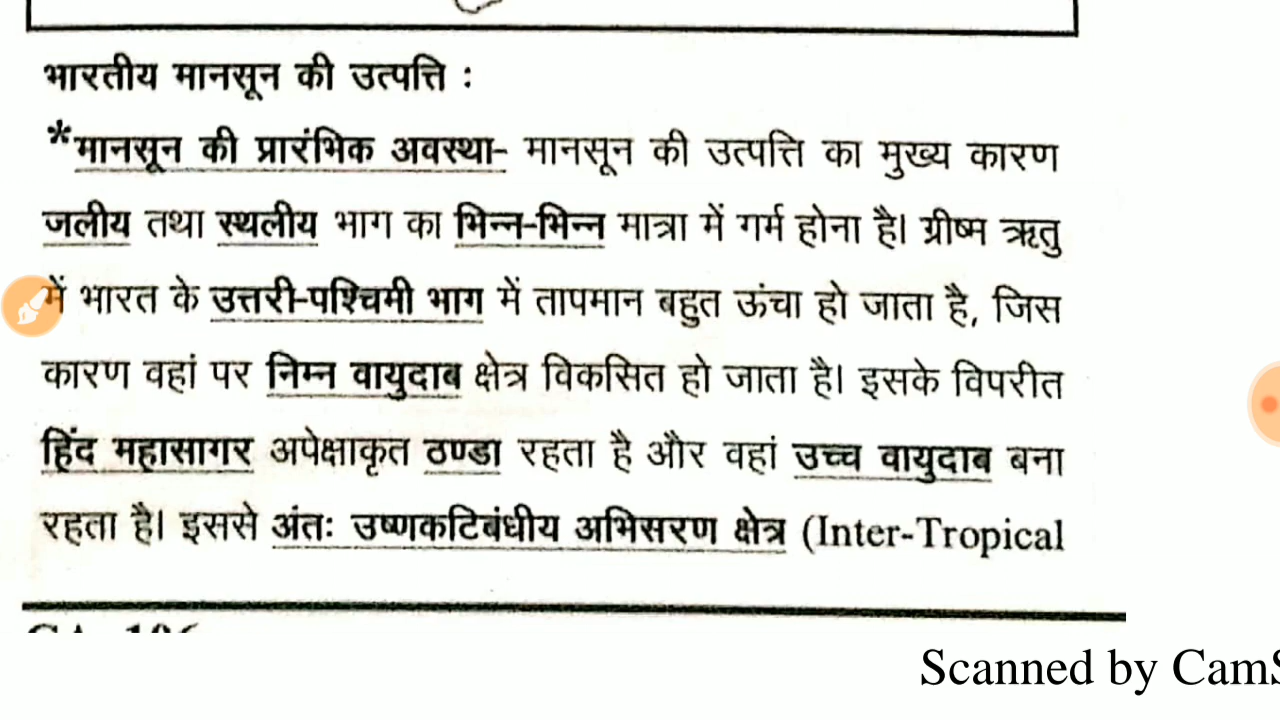 भारतीय मानसून की उत्पत्ति :
*मानसून की प्रारंभिक अवस्था- मानसून की उत्पत्ति का मुख्य कारण
जलीय तथा स्थलीय भाग का भिन्न-भिन्न मात्रा में गर्म होना है। ग्रीष्म ऋतु
में भारत के उत्तरी-पश्चिमी भाग में तापमान बहुत ऊंचा हो जाता है, जिस
कारण वहां पर निम्न वायुदाब क्षेत्र विकसित हो जाता है। इसके विपरीत
हिंद महासागर अपेक्षाकृत ठण्डा रहता है और वहां उच्च वायुदाब बना
रहता है। इससे अंतः उष्णकटिबंधीय अभिसरण क्षेत्र (Inter-Tropical
Scanned by CamS